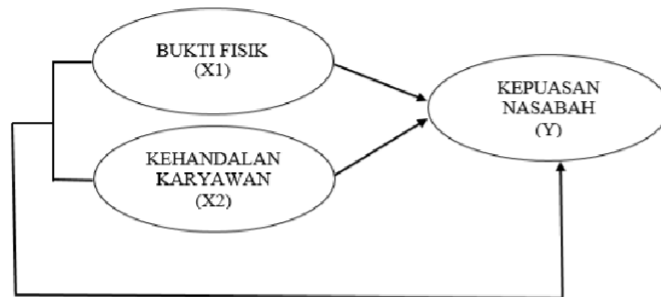 BUKTI FISIK
(X1)
KEHANDALAN
KARYAWAN
(X2)
KEPUASAN
NASABAH
(Y)